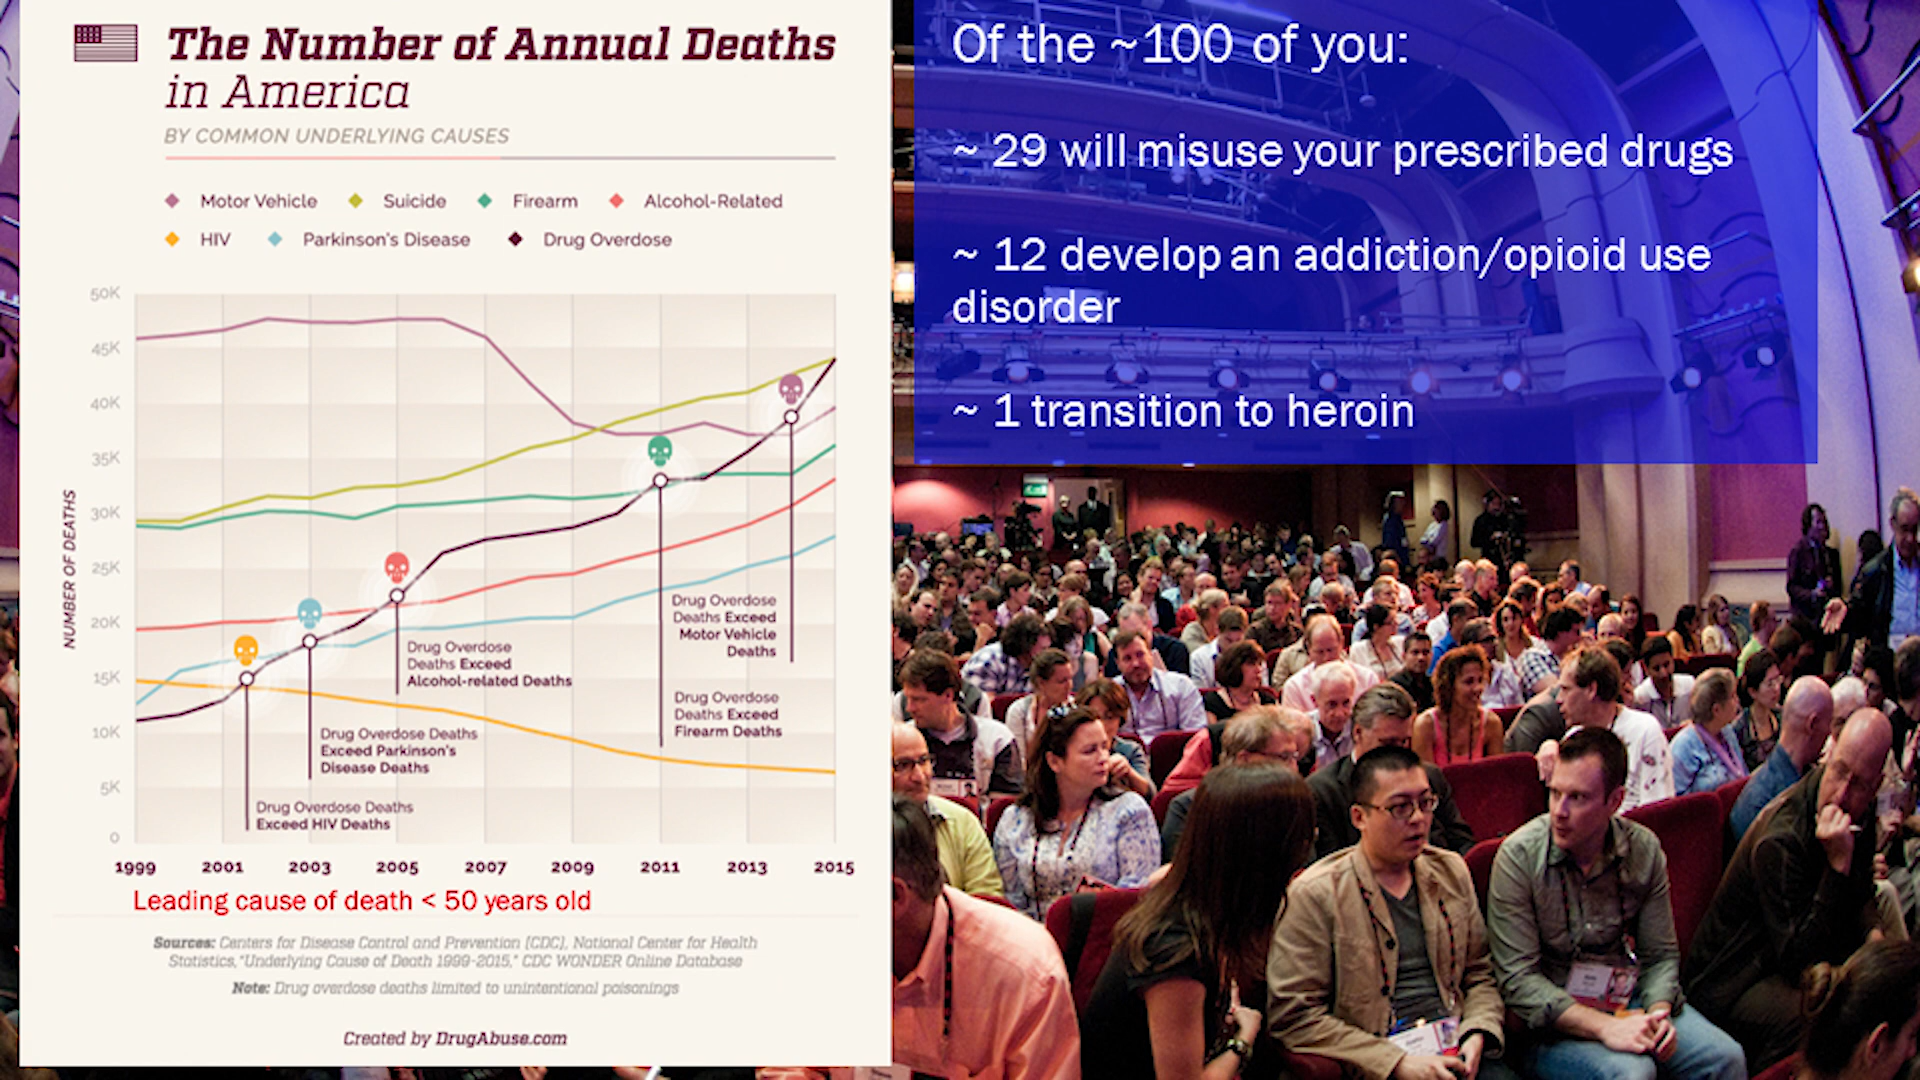 The Number of Annual Deaths
in America
BY COMMON UNDERLYING CAUSES
Motor Vehicle
Suicide
Firearm
Alcohol-Related
HIV
Parkinson's Disease
Drug Overdose
50K
45K
40K
35K
30K
25K
20K
15K
10K
5K
0
NUMBER OF DEATHS
Drug Overdose
Deaths Exceed
Motor Vehicle
Deaths
Drug Overdose
Deaths Exceed
Alcohol-related Deaths
Drug Overdose
Deaths Exceed
Firearm Deaths
Drug Overdose Deaths
Exceed Parkinson's
Disease Deaths
Drug Overdose Deaths
Exceed HIV Deaths
1999 2001 2003 2005 2007 2009 2011 2013 2015
Leading cause of death < 50 years old
Sources: Centers for Disease Control and Prevention (CDC), National Center for Health
Statistics, "Underlying Cause of Death 1999-2015," CDC WONDER Online Database
Note: Drug overdose deaths limited to unintentional poisonings
Created by DrugAbuse.com
Of the ~100 of you:
~ 29 will misuse your prescribed drugs
~ 12 develop an addiction/opioid use
disorder
~ 1 transition to heroin